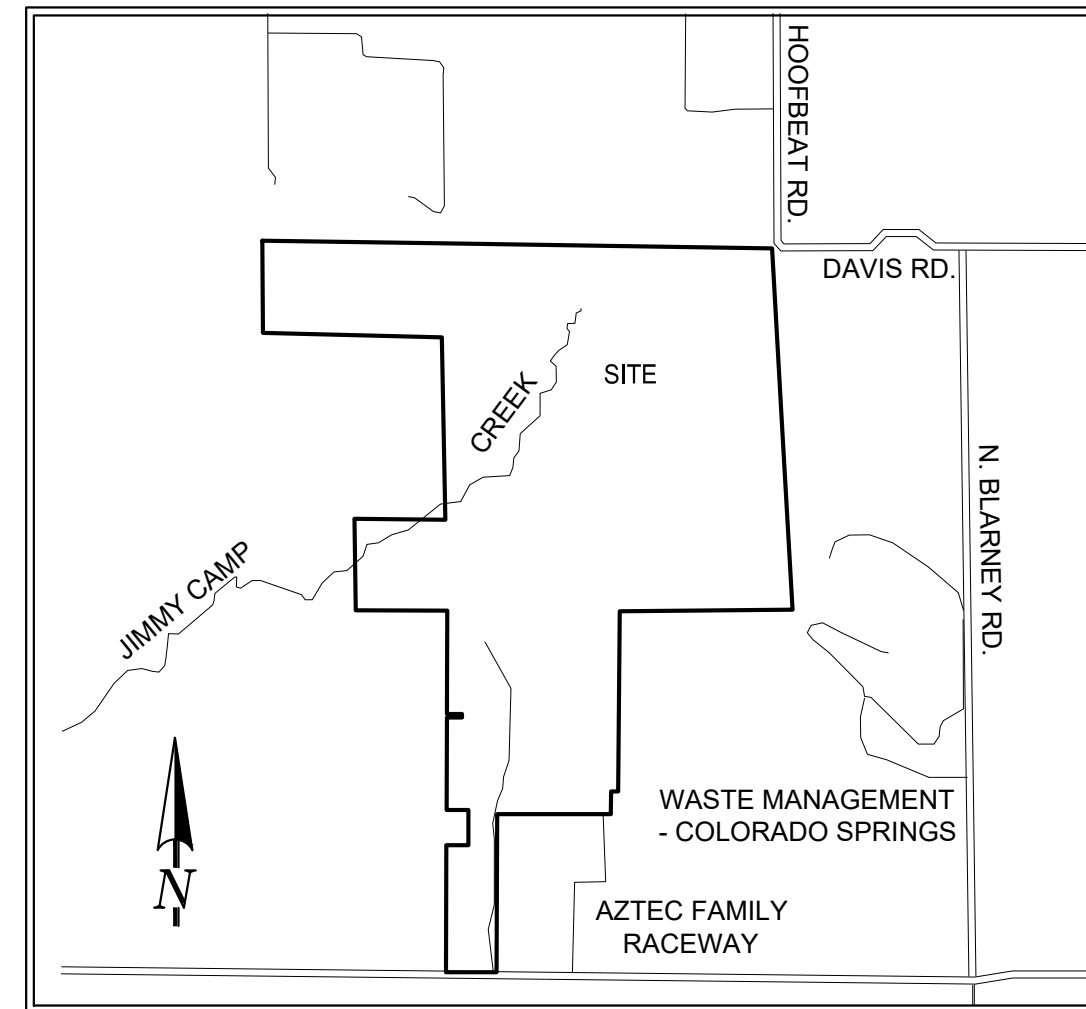 HOOFBEAT RD.
DAVIS RD.
SITE
CREEK
N. BLARNEY RD.
JIMMY CAMP
WASTE MANAGEMENT
- COLORADO SPRINGS
N
AZTEC FAMILY
RACEWAY